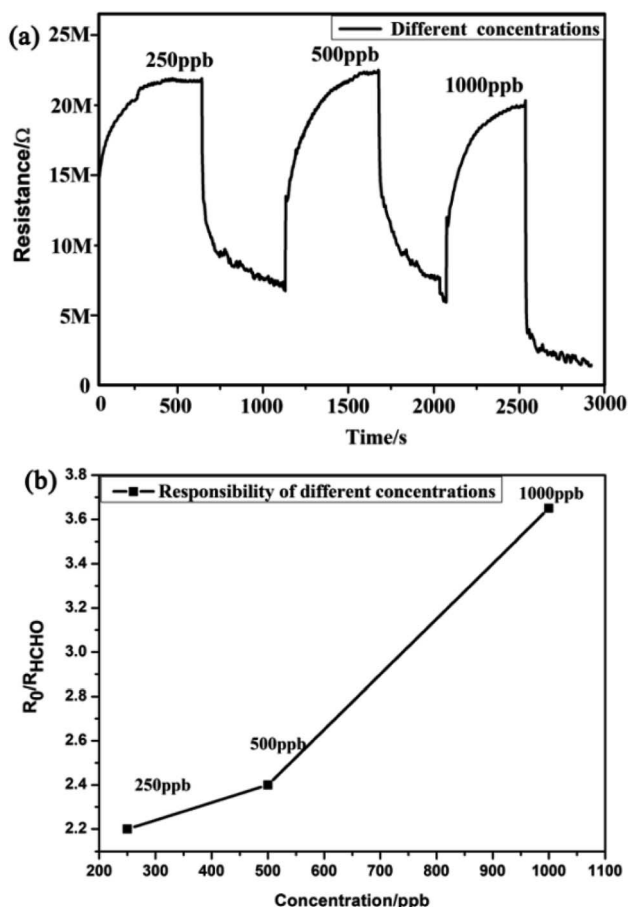 (a)
Different concentrations
250ppb
500ppb
1000ppb
25M
20M
15M
10M
5M
0
Resistance/Ω
0 500 1000 1500 2000 2500 3000
Time/s
(b)
Responsibility of different concentrations
1000ppb
500ppb
250ppb
3.8
3.6
3.4
3.2
3.0
2.8
2.6
2.4
2.2
R0/RHCHO
200 300 400 500 600 700 800 900 1000 1100
Concentration/ppb